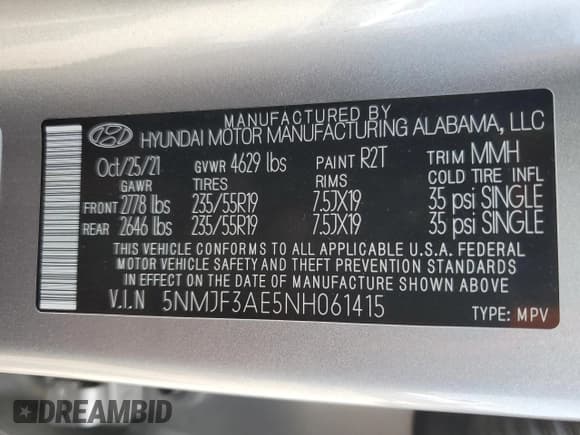 MANUFACTURED BY
HYUNDAI MOTOR MANUFACTURING ALABAMA, LLC
Oct/25/21 GVWR 4629 lbs PAINT R2T TRIM MMH
GAWR TIRES RIMS COLD TIRE INFL
FRONT 2778 lbs 235/55R19 7.5JX19 35 psi SINGLE
REAR 2646 lbs 235/55R19 7.5JX19 35 psi SINGLE
THIS VEHICLE CONFORMS TO ALL APPLICABLE U.S.A. FEDERAL
MOTOR VEHICLE SAFETY AND THEFT PREVENTION STANDARDS
IN EFFECT ON THE DATE OF MANUFACTURE SHOWN ABOVE
V.I.N 5NMJF3AE5NH061415 TYPE: MPV
DREAMBID